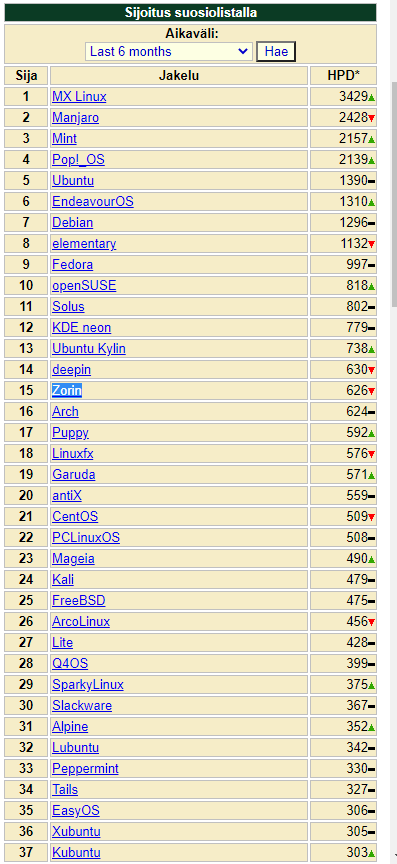 Sijoitus suosiolistalla
Aikaväli:
Last 6 months Hae
Sija Jakelu HPD*
1 MX Linux 3429
2 Manjaro 2428
3 Mint 2157
4 Pop!_OS 2139
5 Ubuntu 1390
6 EndeavourOS 1310
7 Debian 1296
8 elementary 1132
9 Fedora 997
10 openSUSE 818
11 Solus 802
12 KDE neon 779
13 Ubuntu Kylin 738
14 deepin 630
15 Zorin 626
16 Arch 624
17 Puppy 592
18 Linuxfx 576
19 Garuda 571
20 antiX 559
21 CentOS 509
22 PCLinuxOS 508
23 Mageia 490
24 Kali 479
25 FreeBSD 475
26 ArcoLinux 456
27 Lite 428
28 Q4OS 399
29 SparkyLinux 375
30 Slackware 367
31 Alpine 352
32 Lubuntu 342
33 Peppermint 330
34 Tails 327
35 EasyOS 306
36 Xubuntu 305
37 Kubuntu 303